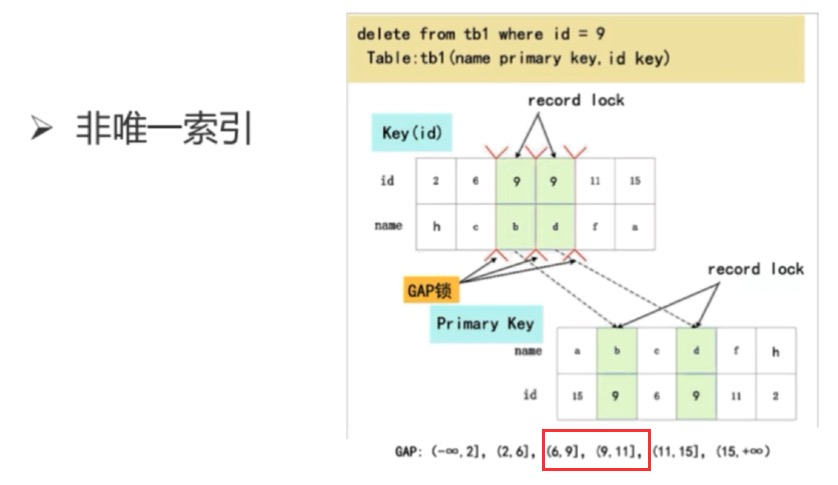 delete from tb1 where id = 9
Table:tb1(name primary key,id key)
➢ 非唯一索引
record lock
Key(id)
id 2 6 9 9 11 15
name h c b d f a
GAP锁
record lock
Primary Key
name a b c d f h
id 15 9 6 9 11 2
GAP: (-∞,2], (2,6], (6,9], (9,11], (11,15], (15,+∞)